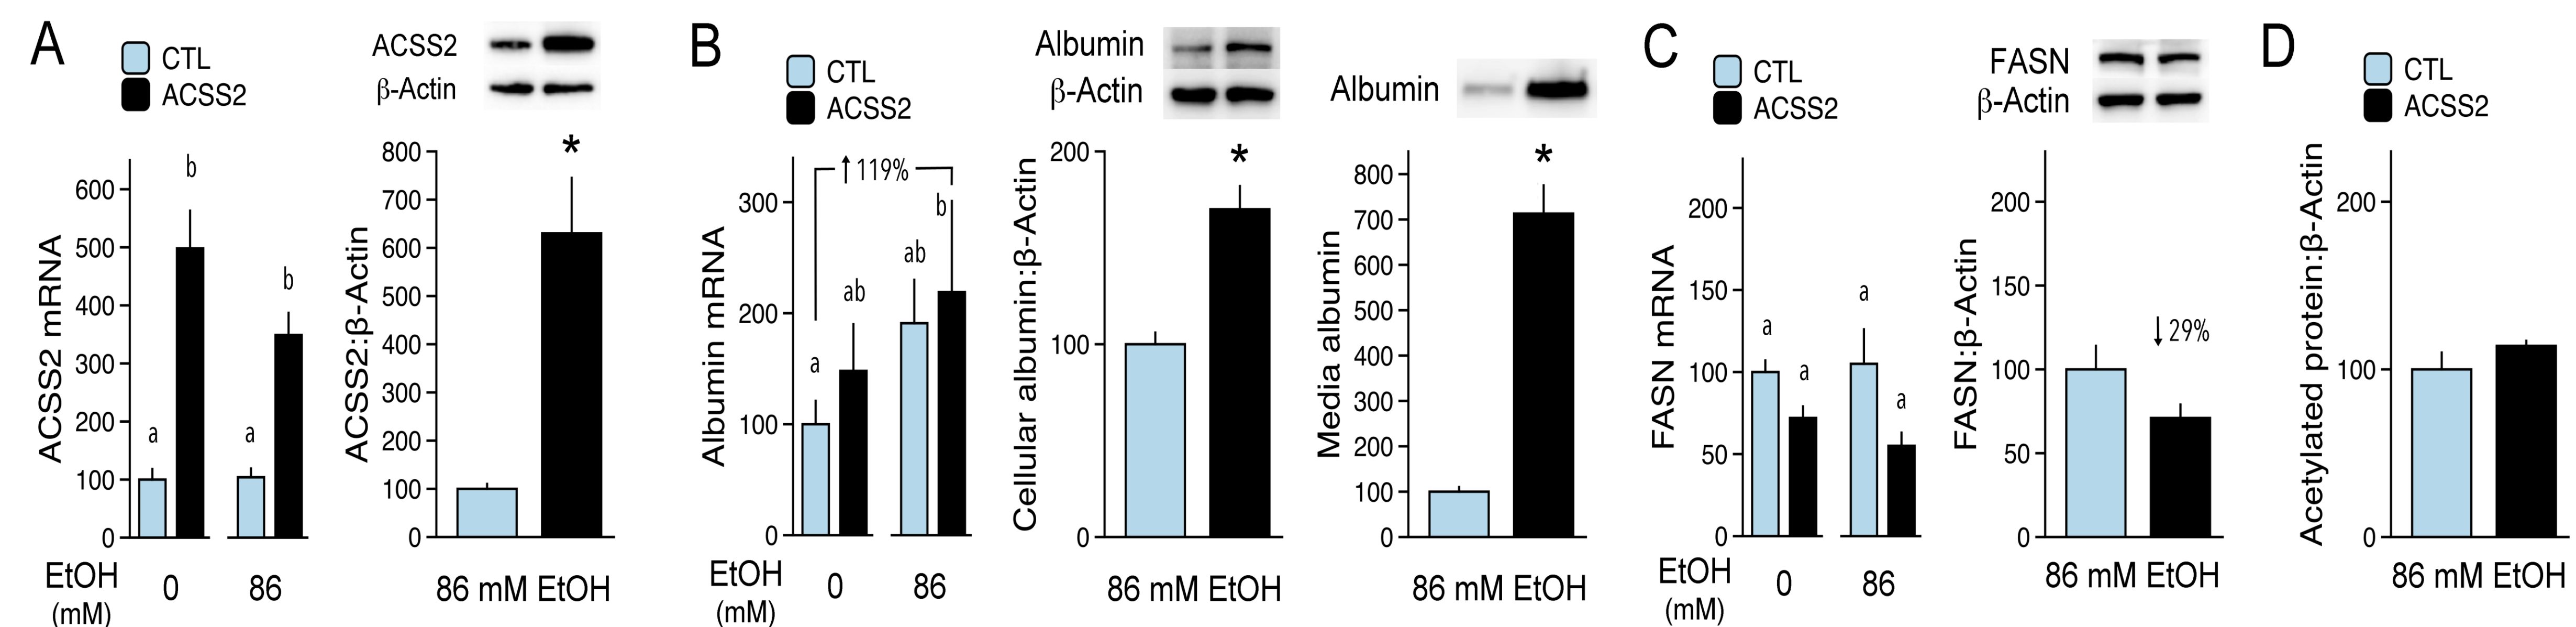 A
CTL
ACSS2
ACSS2 mRNA
600
500
400
300
200
100
0
a
b
a
b
EtOH
(mM)
0
86
ACSS2
β-Actin
ACSS2:β-Actin
800
700
600
500
400
300
200
100
0
*
86 mM EtOH
B
CTL
ACSS2
Albumin mRNA
300
200
100
0
↑119%
a
ab
ab
b
EtOH
(mM)
0
86
Albumin
β-Actin
Cellular albumin:β-Actin
200
100
0
*
86 mM EtOH
Albumin
Media albumin
800
700
600
500
400
300
200
100
0
*
86 mM EtOH
C
CTL
ACSS2
FASN mRNA
200
150
100
50
0
a
a
a
a
EtOH
(mM)
0
86
FASN
β-Actin
FASN:β-Actin
200
150
100
50
0
↓29%
86 mM EtOH
D
CTL
ACSS2
Acetylated protein:β-Actin
200
100
0
86 mM EtOH